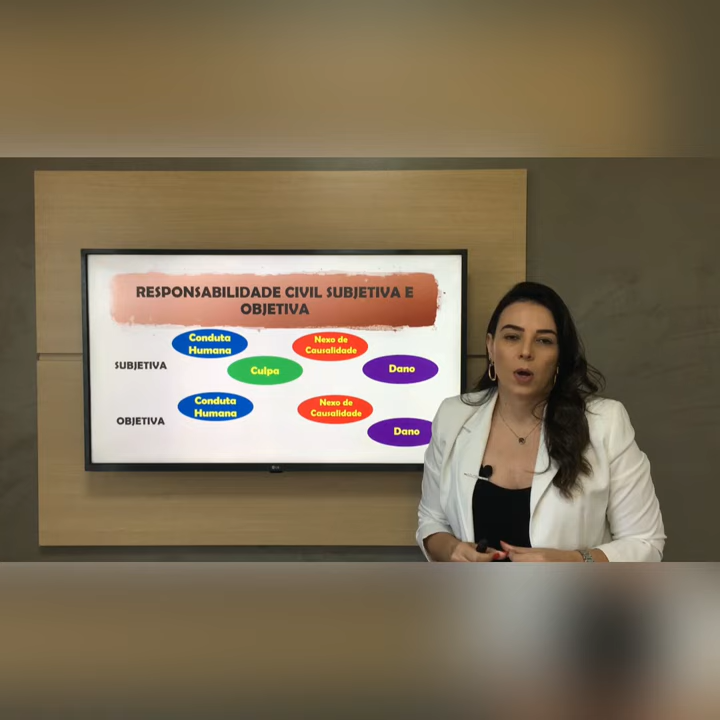 RESPONSABILIDADE CIVIL SUBJETIVA E
OBJETIVA
Conduta
Humana
Nexo de
Causalidade
SUBJETIVA
Culpa
Dano
Conduta
Humana
Nexo de
Causalidade
OBJETIVA
Dano
LG